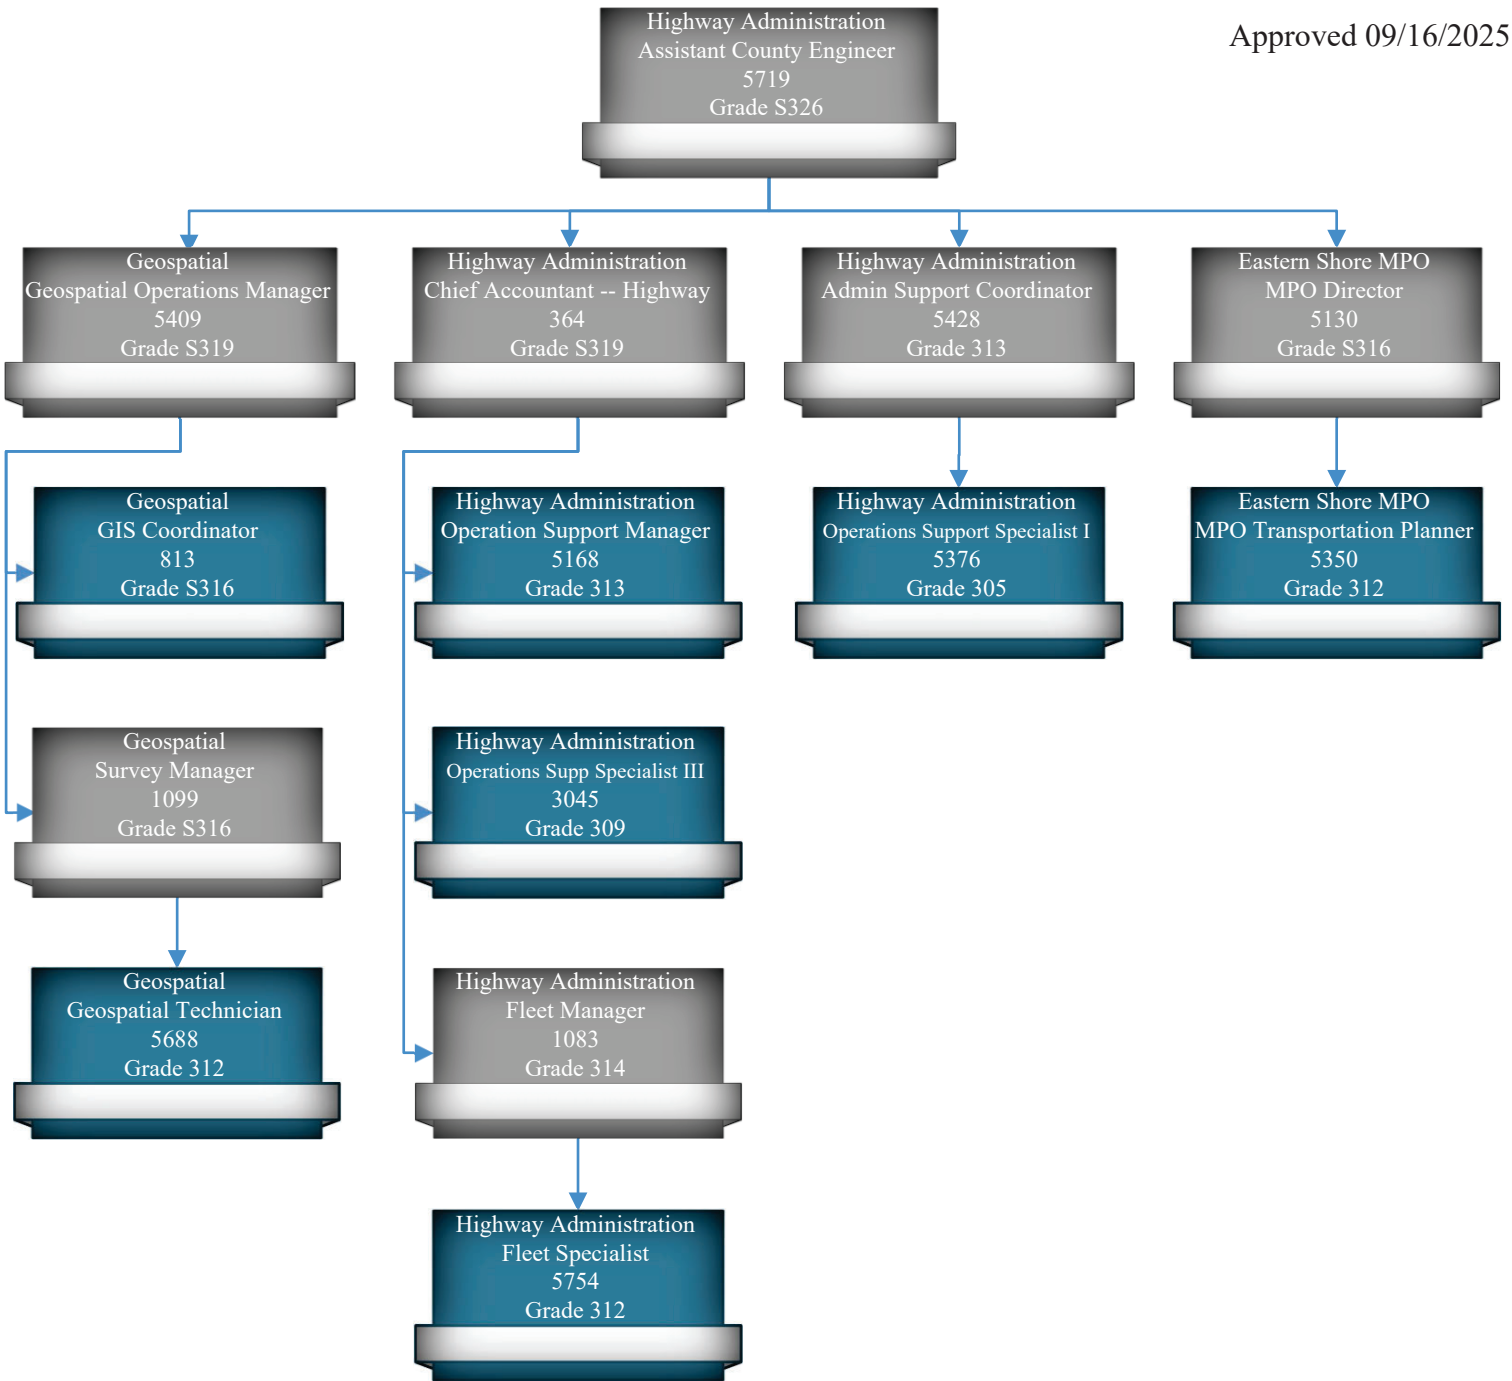 Approved 09/16/2025
Highway Administration
Assistant County Engineer
5719
Grade S326
Geospatial
Geospatial Operations Manager
5409
Grade S319
Highway Administration
Chief Accountant -- Highway
364
Grade S319
Highway Administration
Admin Support Coordinator
5428
Grade 313
Eastern Shore MPO
MPO Director
5130
Grade S316
Geospatial
GIS Coordinator
813
Grade S316
Highway Administration
Operation Support Manager
5168
Grade 313
Highway Administration
Operations Support Specialist I
5376
Grade 305
Eastern Shore MPO
MPO Transportation Planner
5350
Grade 312
Geospatial
Survey Manager
1099
Grade S316
Highway Administration
Operations Supp Specialist III
3045
Grade 309
Geospatial
Geospatial Technician
5688
Grade 312
Highway Administration
Fleet Manager
1083
Grade 314
Highway Administration
Fleet Specialist
5754
Grade 312